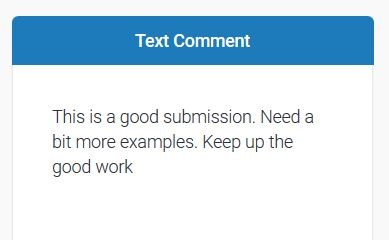 Text Comment
This is a good submission. Need a
bit more examples. Keep up the
good work